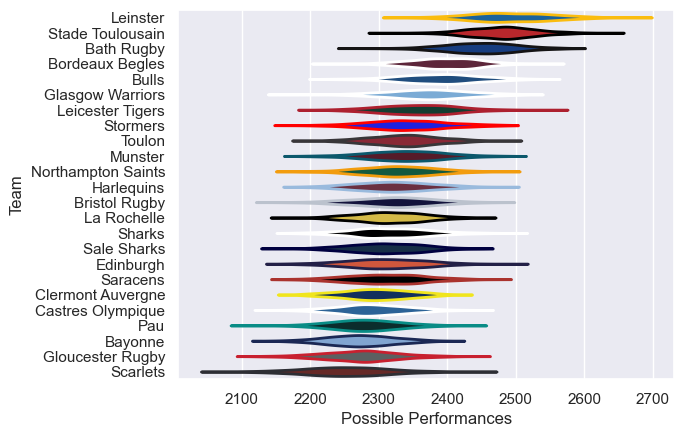 Leinster
Stade Toulousain
Bath Rugby
Bordeaux Begles
Bulls
Glasgow Warriors
Leicester Tigers
Stormers
Toulon
Munster
Northampton Saints
Harlequins
Bristol Rugby
La Rochelle
Sharks
Sale Sharks
Edinburgh
Saracens
Clermont Auvergne
Castres Olympique
Pau
Bayonne
Gloucester Rugby
Scarlets
Team
2100 2200 2300 2400 2500 2600 2700
Possible Performances